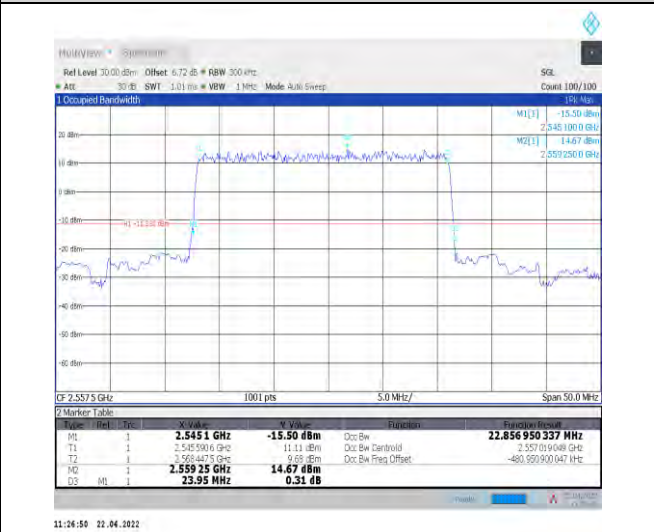 MultiView Spectrum
Ref Level 30.00 dBm Offset 6.72 dB RBW 300 kHz SGL
Att 30 dB SWT 1.01 ms VBW 1 MHz Mode Auto Sweep Count 100/100
1 Occupied Bandwidth 1Pk Max
M1[1] -15.50 dBm
2.545 100 0 GHz
M2[1] 14.67 dBm
2.559 250 0 GHz
20 dBm
10 dBm
0 dBm
-10 dBm
H1 -11.330 dBm
-20 dBm
-30 dBm
-40 dBm
-50 dBm
-60 dBm
CF 2.557 5 GHz 1001 pts 5.0 MHz/ Span 50.0 MHz
2 Marker Table
Type Ref Trc X-Value Y-Value Function Function Result
M1 1 2.545 1 GHz -15.50 dBm Occ Bw 22.856 950 337 MHz
T1 1 2.545 590 6 GHz 11.11 dBm Occ Bw Centroid 2.557 019 049 GHz
T2 1 2.568 447 5 GHz 9.68 dBm Occ Bw Freq Offset -480.950 900 047 kHz
M2 1 2.559 25 GHz 14.67 dBm
D3 M1 1 23.95 MHz 0.31 dB
11:26:50 22.06.2022